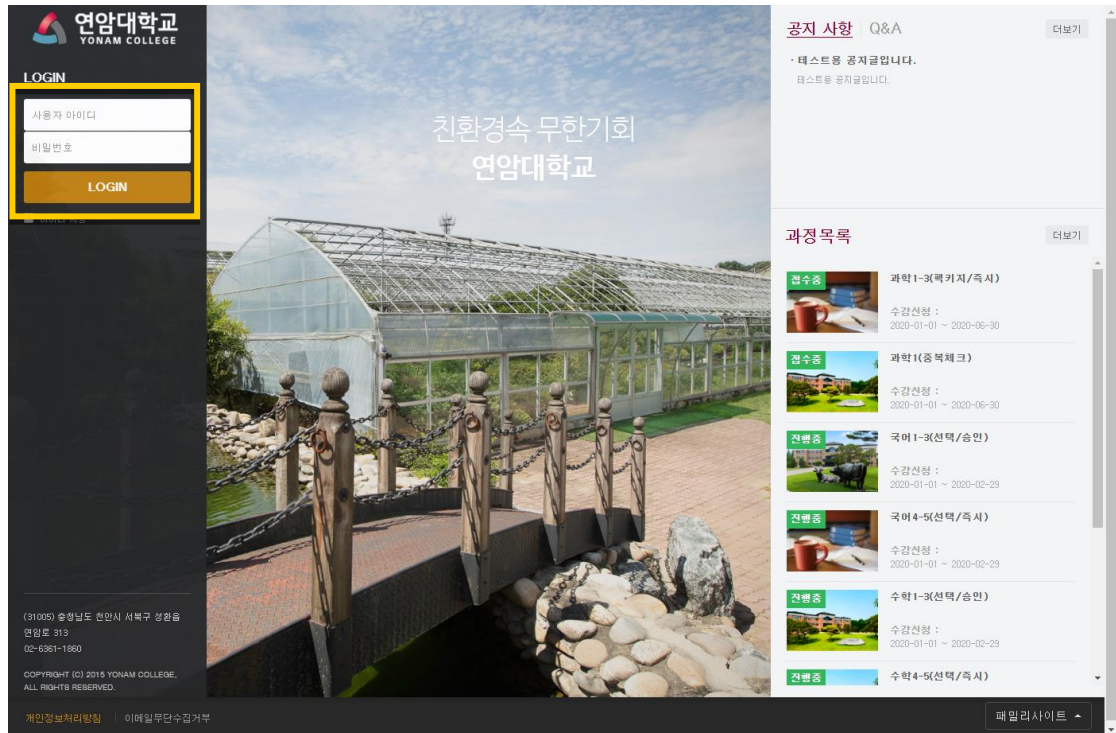 연암대학교
YONAM COLLEGE
LOGIN
사용자 아이디
비밀번호
LOGIN
(31005) 충청남도 천안시 서북구 성환읍
연암로 313
02-6361-1860
COPYRIGHT (C) 2015 YONAM COLLEGE,
ALL RIGHTS RESERVED.
친환경속 무한기회
연암대학교
공지 사항
Q&A
더보기
· 테스트용 공지글입니다.
테스트용 공지글입니다.
과정목록
더보기
접수중
과학1-3(팩키지/즉시)
수강신청 :
2020-01-01 ~ 2020-06-30
접수중
과학1(중복체크)
수강신청 :
2020-01-01 ~ 2020-06-30
진행중
국어1-3(선택/승인)
수강신청 :
2020-01-01 ~ 2020-02-29
진행중
국어4-5(선택/즉시)
수강신청 :
2020-01-01 ~ 2020-02-29
진행중
수학1-3(선택/승인)
수강신청 :
2020-01-01 ~ 2020-02-29
진행중
수학4-5(선택/즉시)
개인정보처리방침
이메일무단수집거부
패밀리사이트